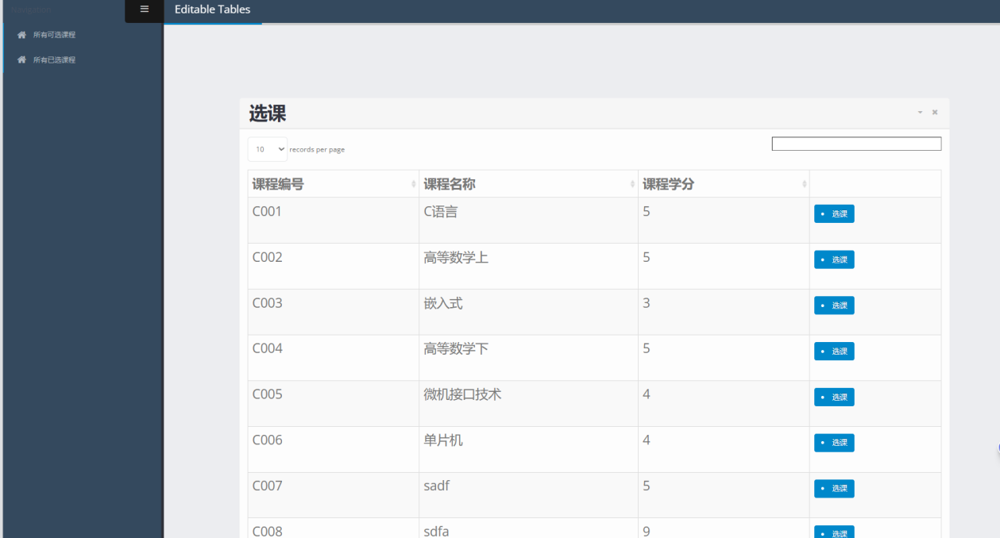 Navigation
Editable Tables
所有可选课程
所有已选课程
选课
10 records per page
课程编号 课程名称 课程学分
C001 C语言 5 • 选课
C002 高等数学上 5 • 选课
C003 嵌入式 3 • 选课
C004 高等数学下 5 • 选课
C005 微机接口技术 4 • 选课
C006 单片机 4 • 选课
C007 sadf 5 • 选课
C008 sdfa 9 • 选课